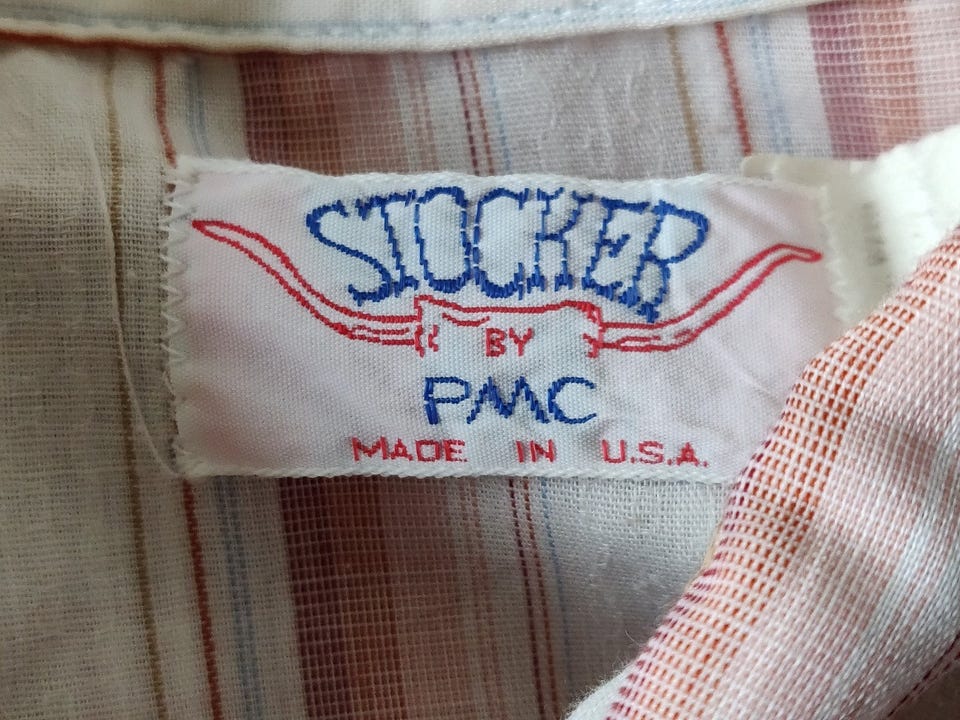 STOCKER
BY
PMC
MADE IN U.S.A.